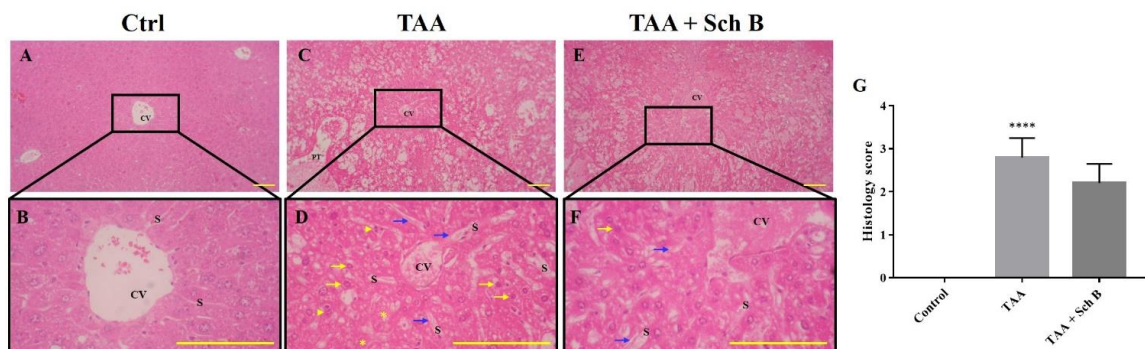 Ctrl TAA TAA + Sch B
A C E
CV CV CV
PT
G
Histology score
4
3
2
1
0
****
Control
TAA
TAA + Sch B
B D F
S S S S S
CV CV CV
S S S